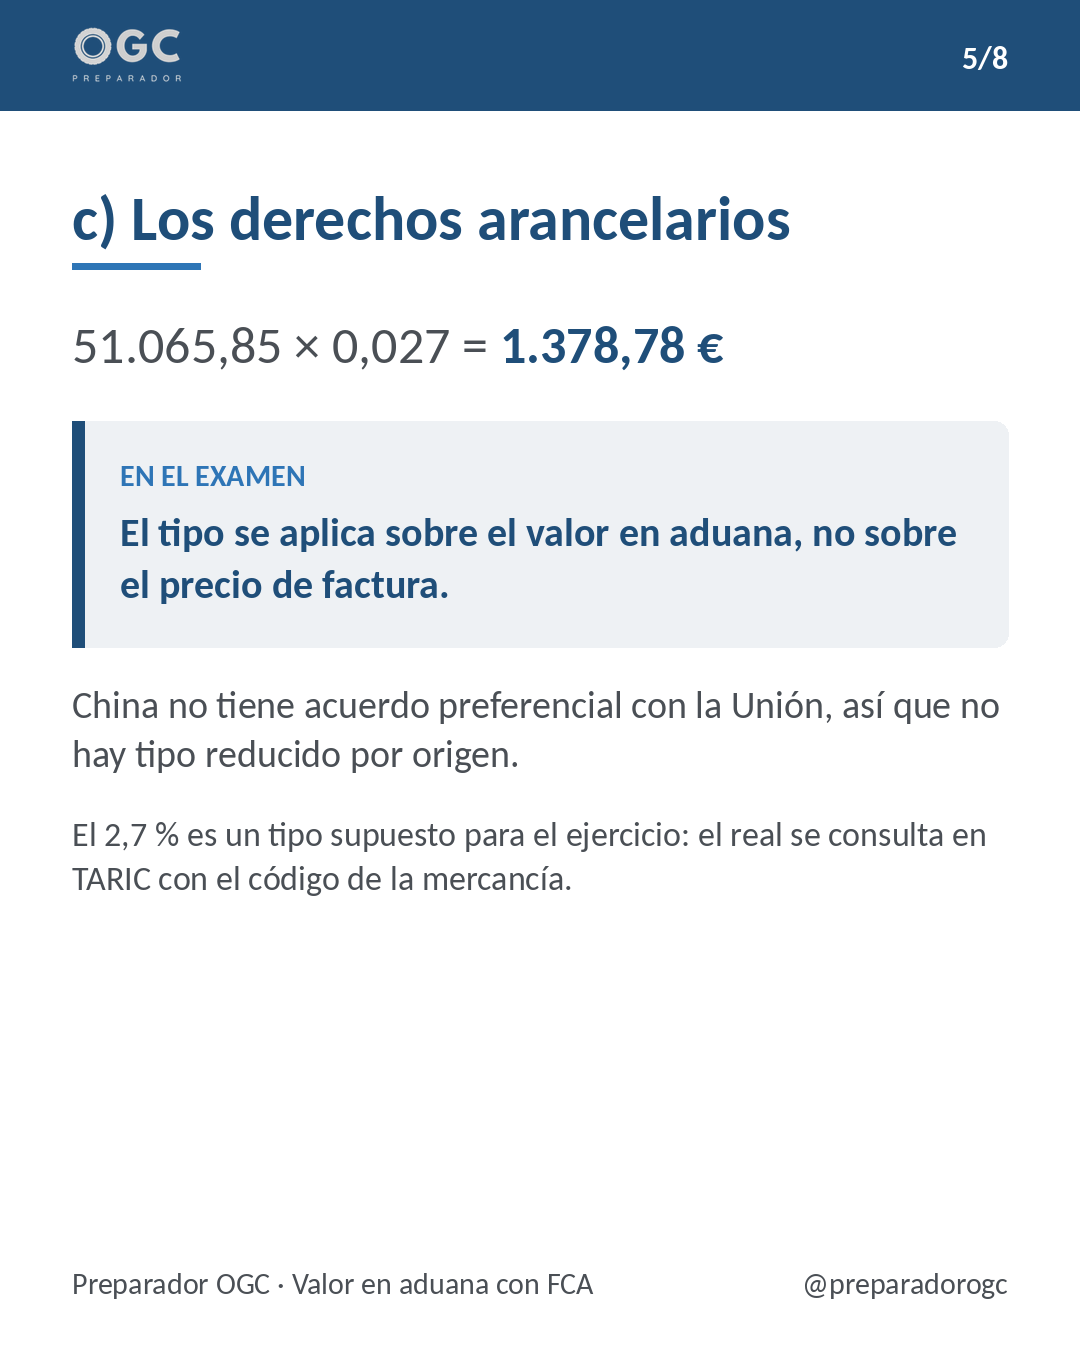 OGC
PREPARADOR
5/8
c) Los derechos arancelarios
51.065,85 × 0,027 = 1.378,78 €
EN EL EXAMEN
El tipo se aplica sobre el valor en aduana, no sobre
el precio de factura.
China no tiene acuerdo preferencial con la Unión, así que no
hay tipo reducido por origen.
El 2,7 % es un tipo supuesto para el ejercicio: el real se consulta en
TARIC con el código de la mercancía.
Preparador OGC · Valor en aduana con FCA
@preparadorogc